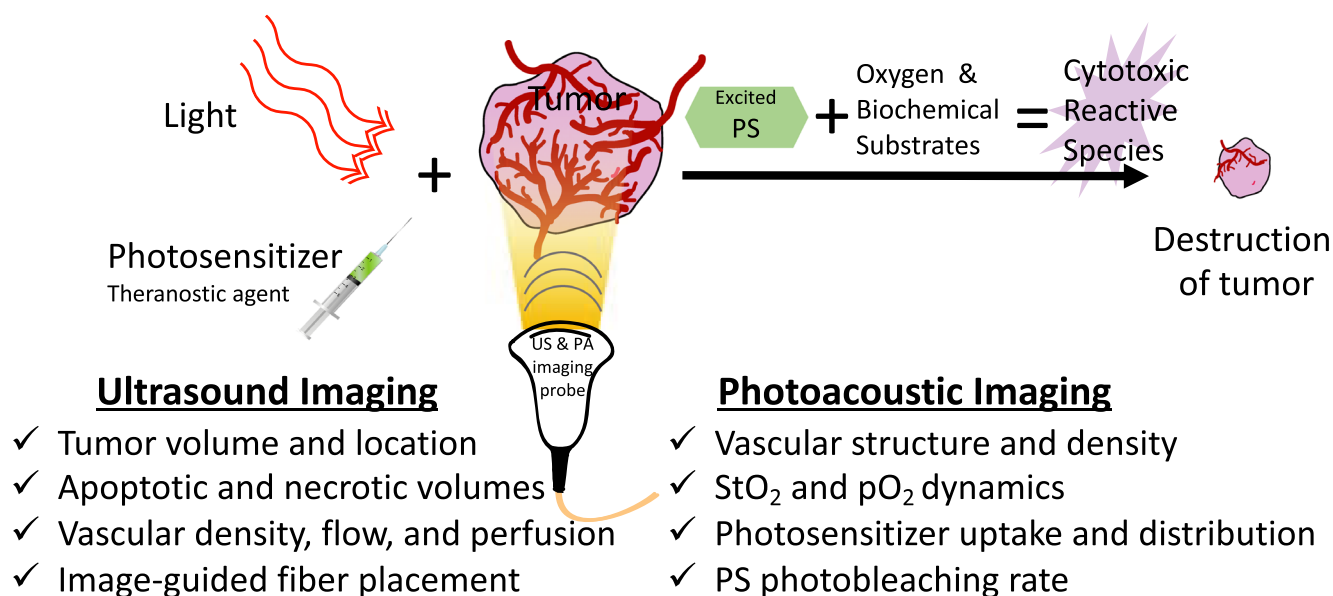 Light
+
Photosensitizer
Theranostic agent
Tumor
Excited
PS
+
Oxygen &
Biochemical
Substrates
=
Cytotoxic
Reactive
Species
Destruction
of tumor
US & PA
imaging
probe
Ultrasound Imaging
✓ Tumor volume and location
✓ Apoptotic and necrotic volumes
✓ Vascular density, flow, and perfusion
✓ Image-guided fiber placement
Photoacoustic Imaging
✓ Vascular structure and density
✓ StO₂ and pO₂ dynamics
✓ Photosensitizer uptake and distribution
✓ PS photobleaching rate